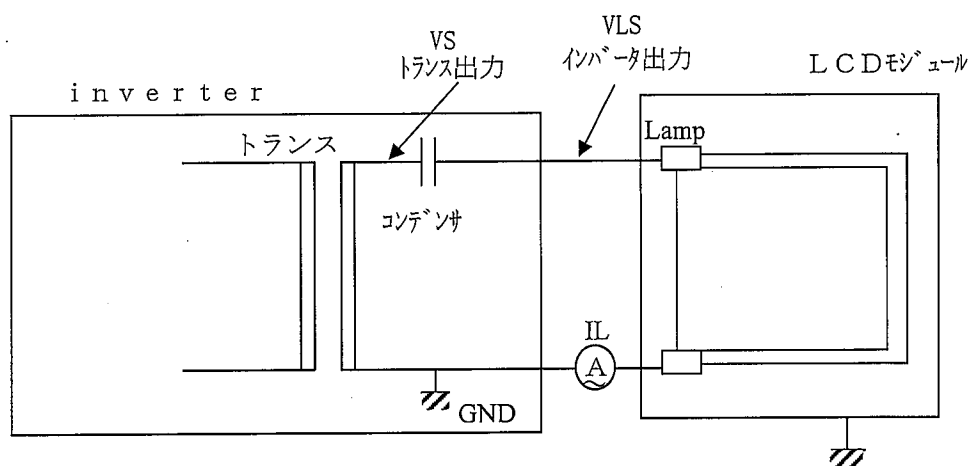 VS
トランス出力
VLS
インバータ出力
LCDモジュール
inverter
トランス
Lamp
コンデンサ
IL
A
GND